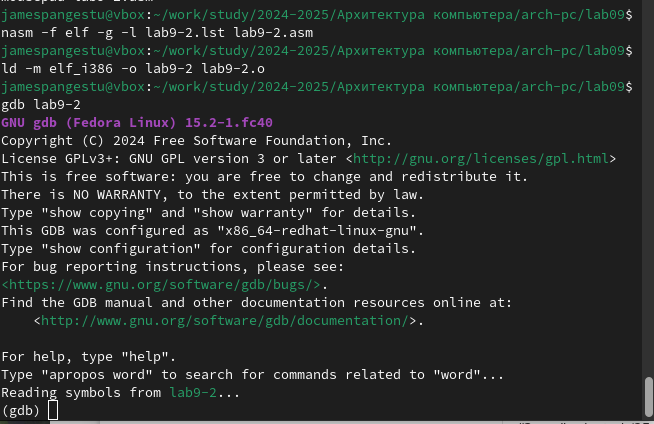 jamespangestu@vbox:~/work/study/2024-2025/Архитектура компьютера/arch-pc/lab09$
nasm -f elf -g -l lab9-2.lst lab9-2.asm
jamespangestu@vbox:~/work/study/2024-2025/Архитектура компьютера/arch-pc/lab09$
ld -m elf_i386 -o lab9-2 lab9-2.o
jamespangestu@vbox:~/work/study/2024-2025/Архитектура компьютера/arch-pc/lab09$
gdb lab9-2
GNU gdb (Fedora Linux) 15.2-1.fc40
Copyright (C) 2024 Free Software Foundation, Inc.
License GPLv3+: GNU GPL version 3 or later <http://gnu.org/licenses/gpl.html>
This is free software: you are free to change and redistribute it.
There is NO WARRANTY, to the extent permitted by law.
Type "show copying" and "show warranty" for details.
This GDB was configured as "x86_64-redhat-linux-gnu".
Type "show configuration" for configuration details.
For bug reporting instructions, please see:
<https://www.gnu.org/software/gdb/bugs/>.
Find the GDB manual and other documentation resources online at:
    <http://www.gnu.org/software/gdb/documentation/>.

For help, type "help".
Type "apropos word" to search for commands related to "word"...
Reading symbols from lab9-2...
(gdb)